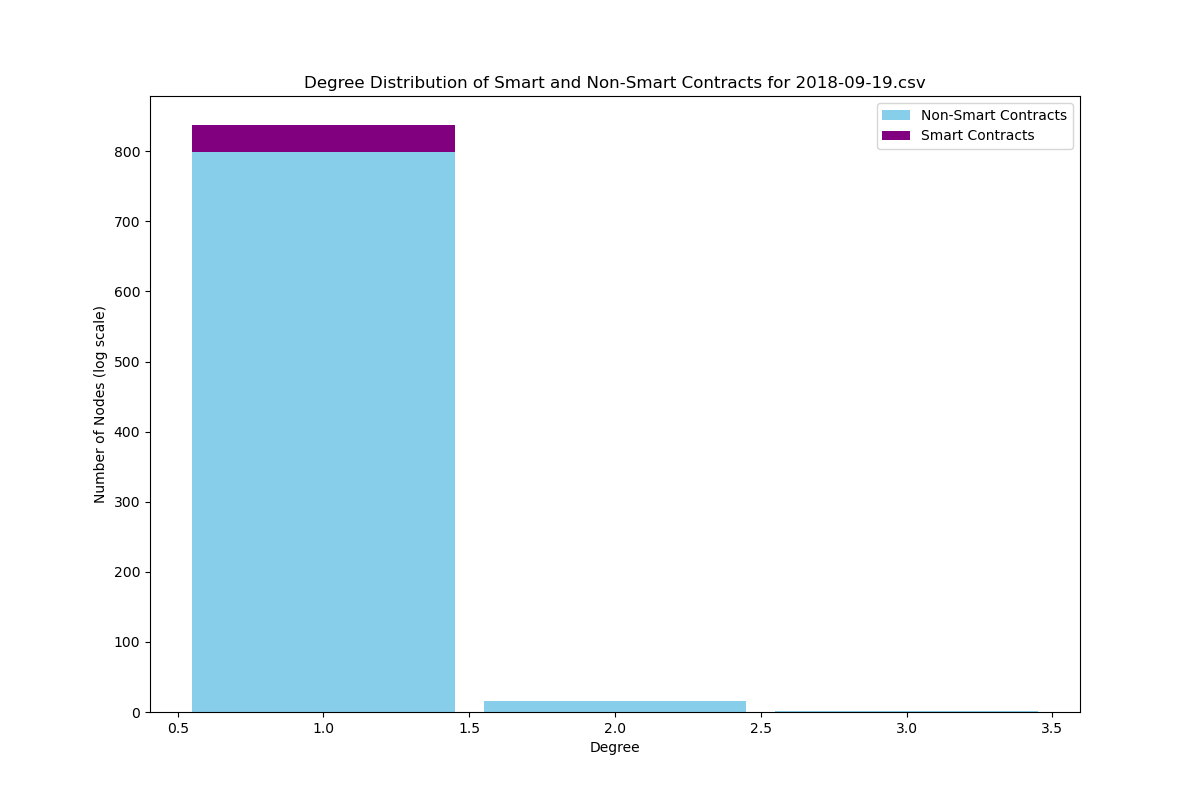 Degree Distribution of Smart and Non-Smart Contracts for 2018-09-19.csv
Non-Smart Contracts
Smart Contracts
Number of Nodes (log scale)
800
700
600
500
400
300
200
100
0
0.5 1.0 1.5 2.0 2.5 3.0 3.5
Degree